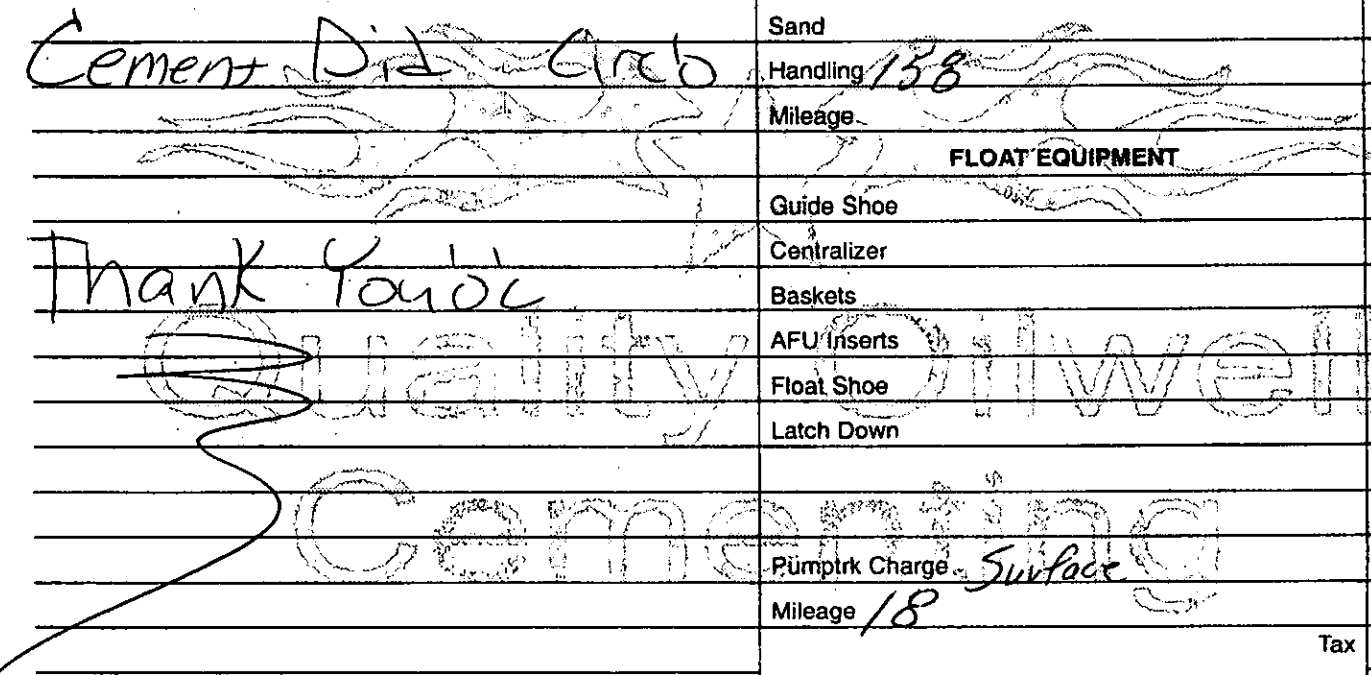 Cement Did Circ
Thank You
Sand
Handling 158
Mileage
FLOAT EQUIPMENT
Guide Shoe
Centralizer
Baskets
AFU Inserts
Float Shoe
Latch Down
Pumptrk Charge Surface
Mileage 18
Tax
Quality Oilwell
Cementing